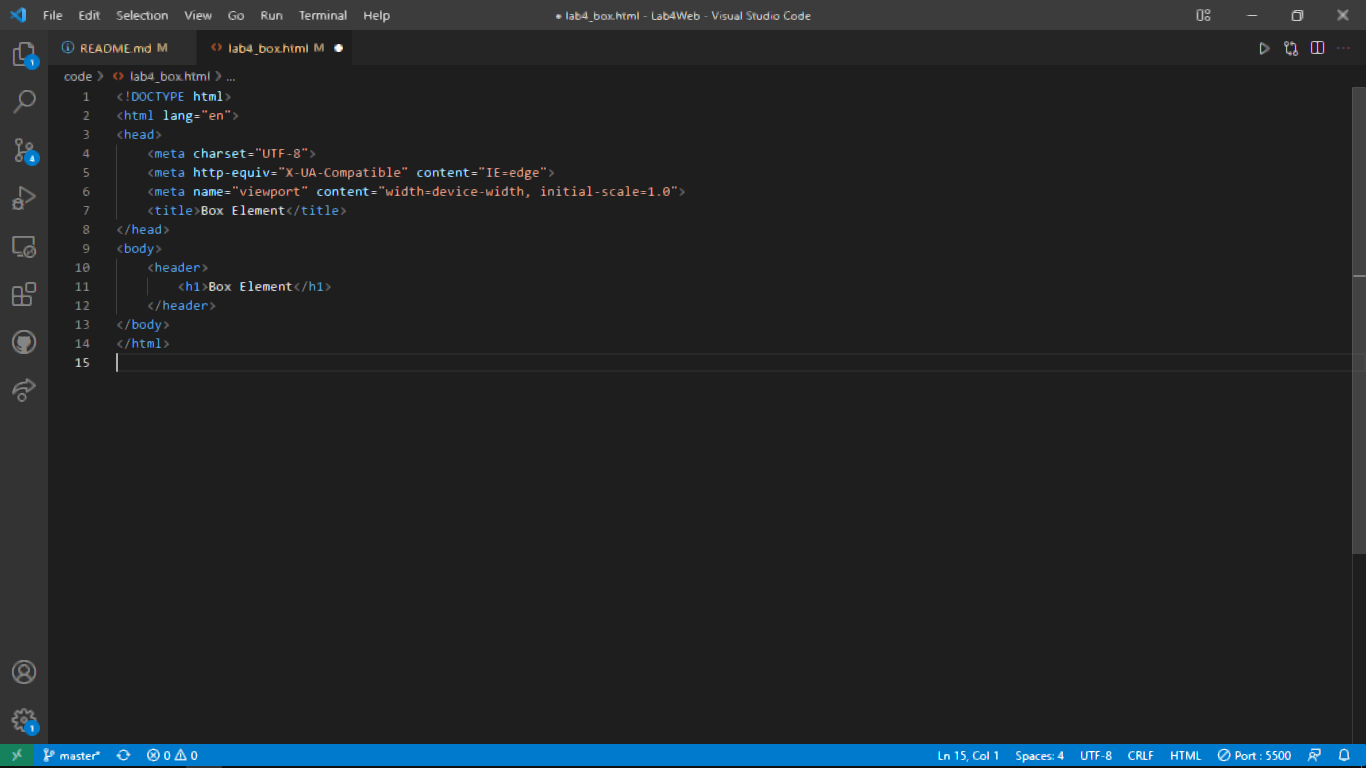 File Edit Selection View Go Run Terminal Help ● lab4_box.html - Lab4Web - Visual Studio Code
README.md M lab4_box.html M
code > lab4_box.html > ...
1 <!DOCTYPE html>
2 <html lang="en">
3 <head>
4 <meta charset="UTF-8">
5 <meta http-equiv="X-UA-Compatible" content="IE=edge">
6 <meta name="viewport" content="width=device-width, initial-scale=1.0">
7 <title>Box Element</title>
8 </head>
9 <body>
10 <header>
11 <h1>Box Element</h1>
12 </header>
13 </body>
14 </html>
15
1
4
1
master* 0 0 Ln 15, Col 1 Spaces: 4 UTF-8 CRLF HTML Port : 5500